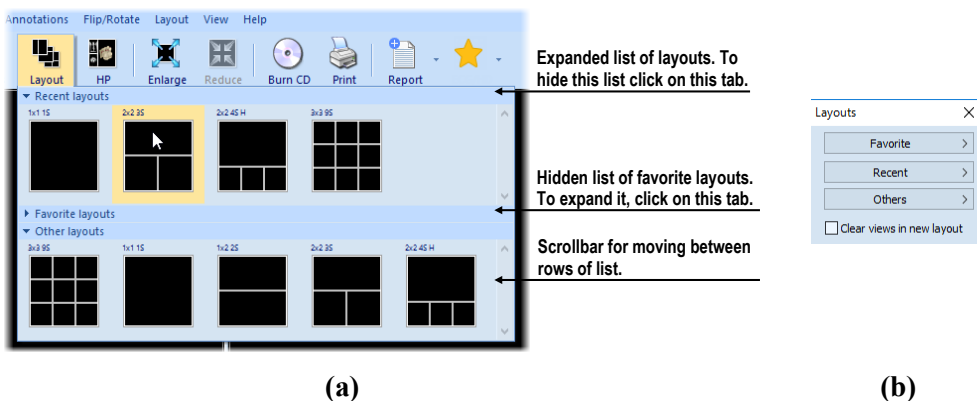 Annotations Flip/Rotate Layout View Help
Layout HP Enlarge Reduce Burn CD Print Report
Recent layouts
1x1 1S 2x2 3S 2x2 4S H 3x3 9S
Favorite layouts
Other layouts
3x3 9S 1x1 1S 1x2 2S 2x2 3S 2x2 4S H
Expanded list of layouts. To
hide this list click on this tab.
Hidden list of favorite layouts.
To expand it, click on this tab.
Scrollbar for moving between
rows of list.
(a)
Layouts
Favorite
Recent
Others
Clear views in new layout
(b)